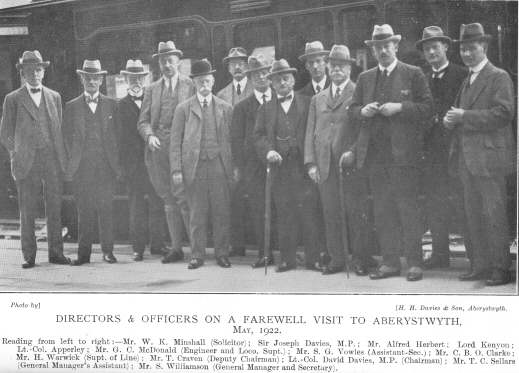 Photo by]
[H. H. Davies & Son, Aberystwyth.
DIRECTORS & OFFICERS ON A FAREWELL VISIT TO ABERYSTWYTH,
MAY, 1922.
Reading from left to right:—Mr. W. K. Minshall (Solicitor); Sir Joseph Davies, M.P.; Mr. Alfred Herbert; Lord Kenyon;
Lt.-Col. Apperley; Mr. G. C. McDonald (Engineer and Loco. Supt.); Mr. S. G. Vowles (Assistant-Sec.); Mr. C. B. O. Clarke;
Mr. H. Warwick (Supt. of Line); Mr. T. Craven (Deputy Chairman); Lt.-Col. David Davies, M.P. (Chairman); Mr. T. C. Sellars
(General Manager's Assistant); Mr. S. Williamson (General Manager and Secretary).